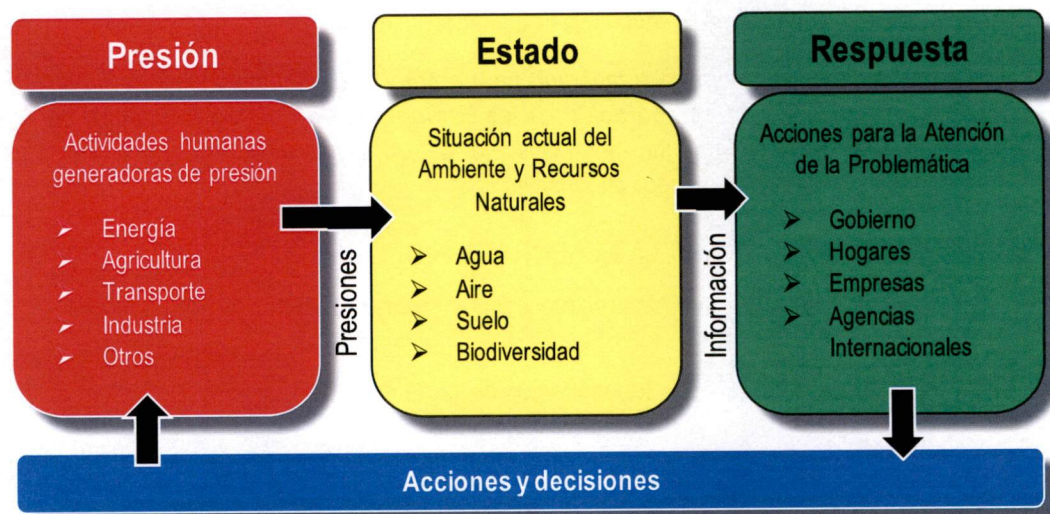 Presión
Actividades humanas
generadoras de presión
Energía
Agricultura
Transporte
Industria
Otros
Presiones
Estado
Situación actual del
Ambiente y Recursos
Naturales
Agua
Aire
Suelo
Biodiversidad
Información
Respuesta
Acciones para la Atención
de la Problemática
Gobierno
Hogares
Empresas
Agencias
Internacionales
Acciones y decisiones